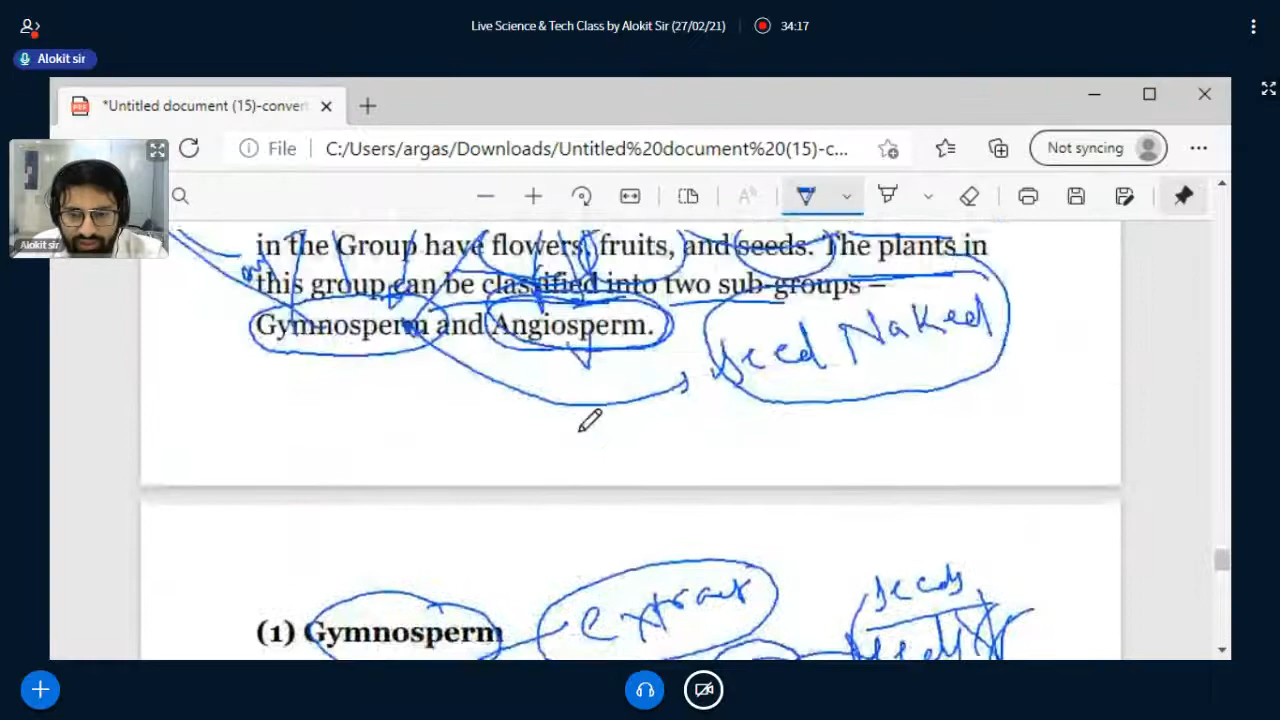 Live Science & Tech Class by Alokit Sir (27/02/21)
34:17
Alokit sir
*Untitled document (15)-convert
File
C:/Users/argas/Downloads/Untitled%20document%20(15)-c...
Not syncing
Alokit sir
in the Group have flowers, fruits, and seeds. The plants in
this group can be classified into two sub-groups –
Gymnosperm and Angiosperm.
seed Naked
seeds
(1) Gymnosperm